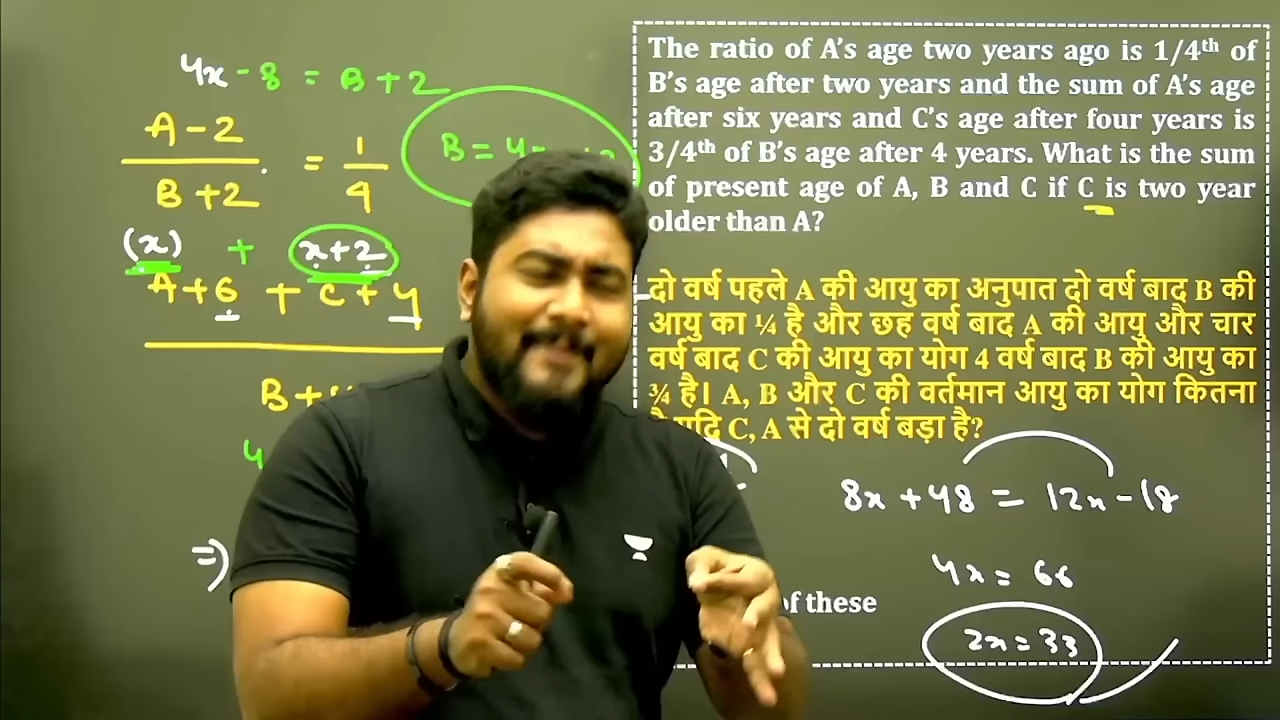 4x - 8 = B + 2
A - 2
B + 2
= 1
4
B = 4
(x) + x + 2
A + 6 + C + 4
B +
4
=)
The ratio of A's age two years ago is 1/4th of
B's age after two years and the sum of A's age
after six years and C's age after four years is
3/4th of B's age after 4 years. What is the sum
of present age of A, B and C if C is two year
older than A?
दो वर्ष पहले A की आयु का अनुपात दो वर्ष बाद B की
आयु का ¼ है और छह वर्ष बाद A की आयु और चार
वर्ष बाद C की आयु का योग 4 वर्ष बाद B की आयु का
¾ है। A, B और C की वर्तमान आयु का योग कितना
C, A से दो वर्ष बड़ा है?
8x + 48 = 12x - 18
4x = 66
2x = 33
of these